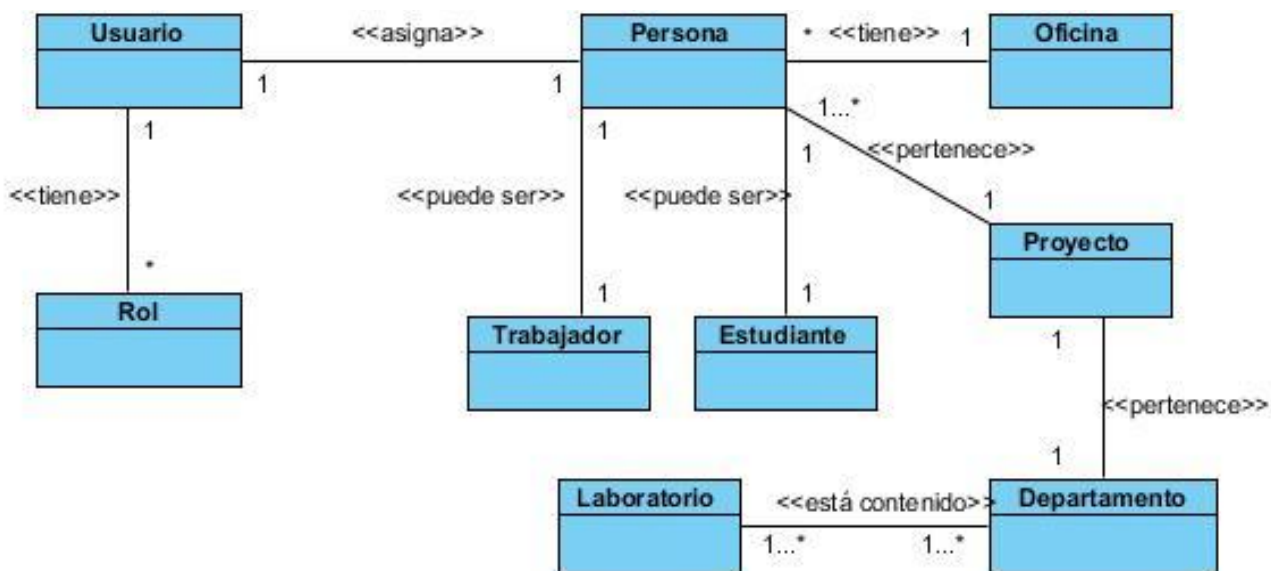 Usuario
<<asigna>>
Persona
* <<tiene>> 1
Oficina
1
1
1
1
1...*
1
<<pertenece>>
<<tiene>>
<<puede ser>>
<<puede ser>>
1
Proyecto
*
Rol
1
1
Trabajador
Estudiante
1
<<pertenece>>
1
Laboratorio
<<está contenido>>
Departamento
1...*
1...*